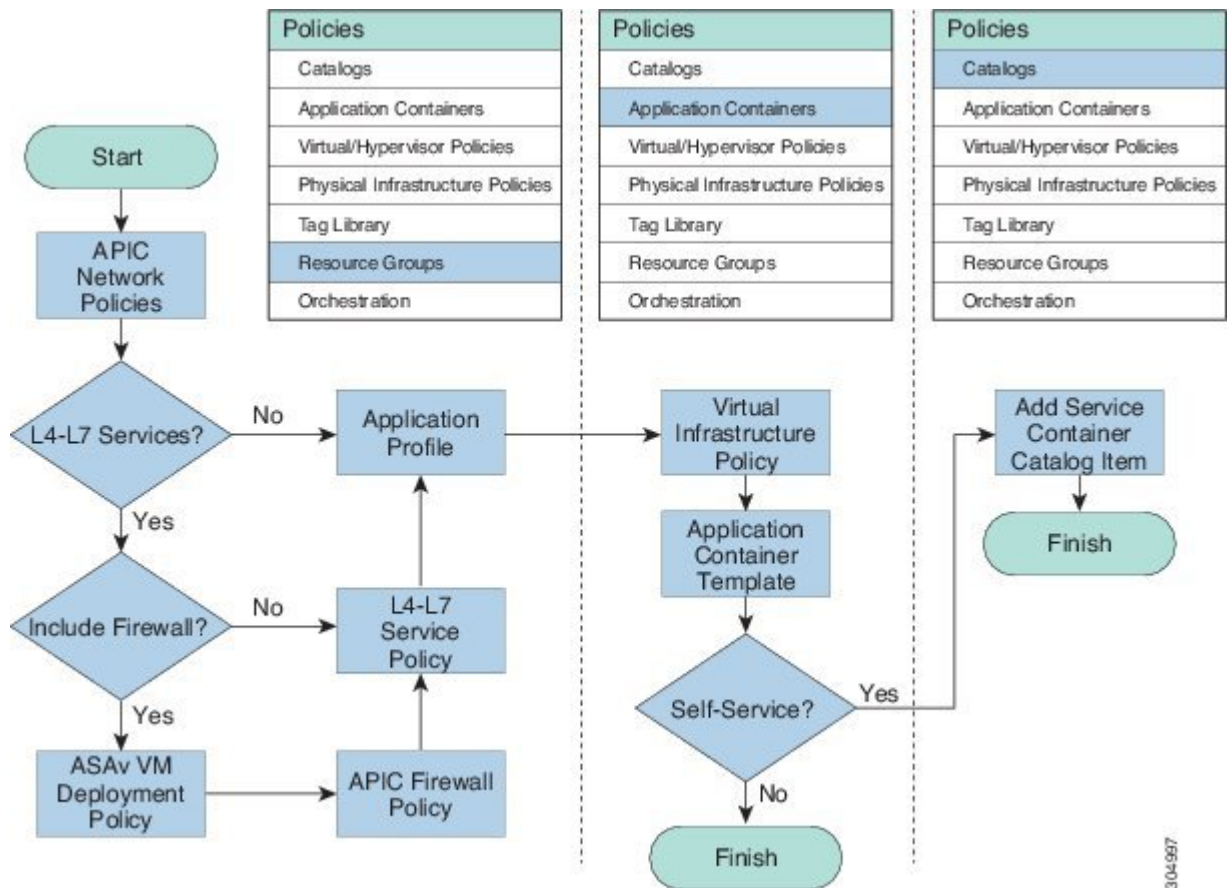 Policies
Catalogs
Application Containers
Virtual/Hypervisor Policies
Physical Infrastructure Policies
Tag Library
Resource Groups
Orchestration
Policies
Catalogs
Application Containers
Virtual/Hypervisor Policies
Physical Infrastructure Policies
Tag Library
Resource Groups
Orchestration
Policies
Catalogs
Application Containers
Virtual/Hypervisor Policies
Physical Infrastructure Policies
Tag Library
Resource Groups
Orchestration
Start
APIC
Network
Policies
L4-L7 Services?
No
Yes
Application
Profile
Include Firewall?
No
Yes
L4-L7
Service
Policy
ASAv VM
Deployment
Policy
APIC Firewall
Policy
Virtual
Infrastructure
Policy
Application
Container
Template
Self-Service?
Yes
No
Finish
Add Service
Container
Catalog Item
Finish
304997